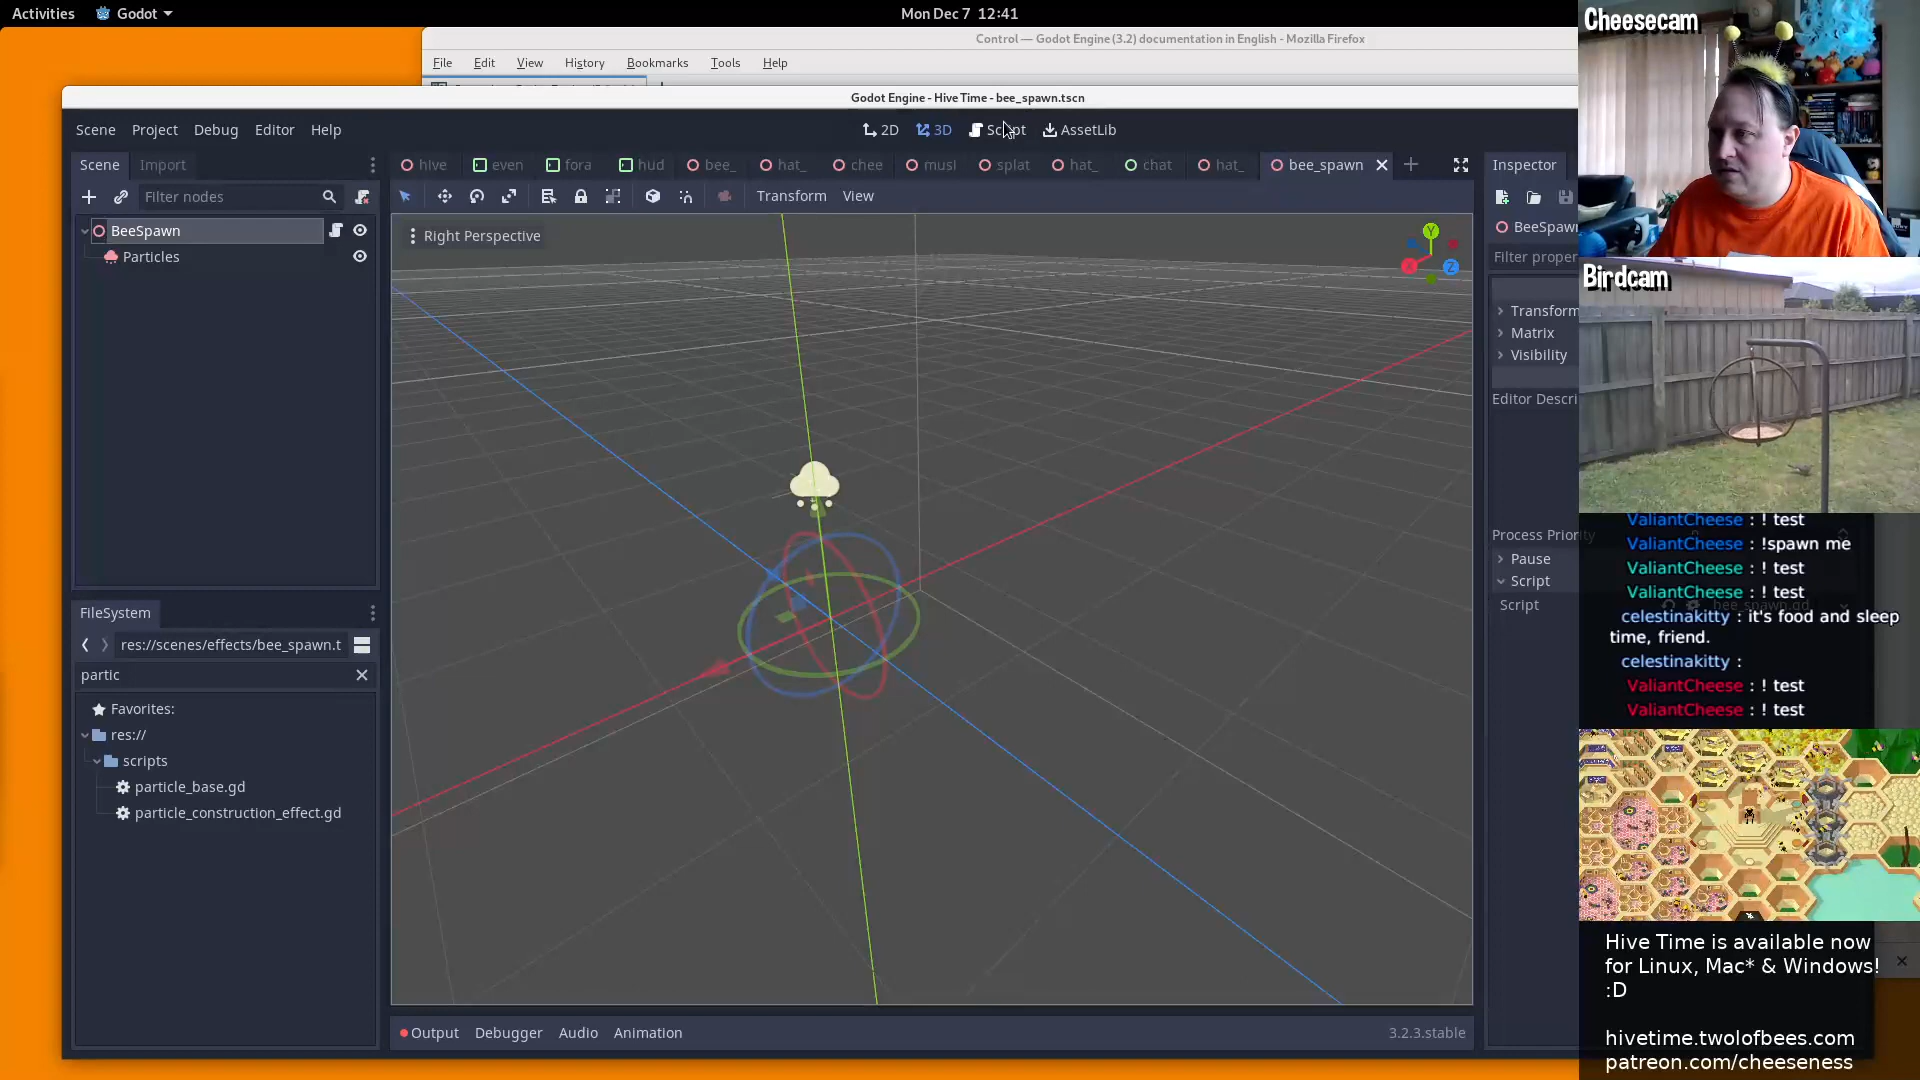 Activities
Godot
Mon Dec 7 12:41
Control — Godot Engine (3.2) documentation in English - Mozilla Firefox
File Edit View History Bookmarks Tools Help
Godot Engine - Hive Time - bee_spawn.tscn
Scene Project Debug Editor Help
2D 3D Script AssetLib
Scene Import
hive even fora hud bee_ hat_ chee musi splat hat_ chat hat_ bee_spawn
Inspector
Filter nodes
Transform View
BeeSpawn
Particles
Right Perspective
Y
X
Z
BeeSpawn
Filter proper
Transform
Matrix
Visibility
Editor Descri
Process Priority
Pause
Script
Script
bee_spawn.gd
FileSystem
res://scenes/effects/bee_spawn.t
partic
Favorites:
res://
scripts
particle_base.gd
particle_construction_effect.gd
Output Debugger Audio Animation
3.2.3.stable
Cheesecam
Birdcam
ValiantCheese : ! test
ValiantCheese : !spawn me
ValiantCheese : ! test
ValiantCheese : ! test
celestinakitty : it's food and sleep
time, friend.
celestinakitty :
ValiantCheese : ! test
ValiantCheese : ! test
Hive Time is available now
for Linux, Mac* & Windows!
:D
hivetime.twolofbees.com
patreon.com/cheeseness